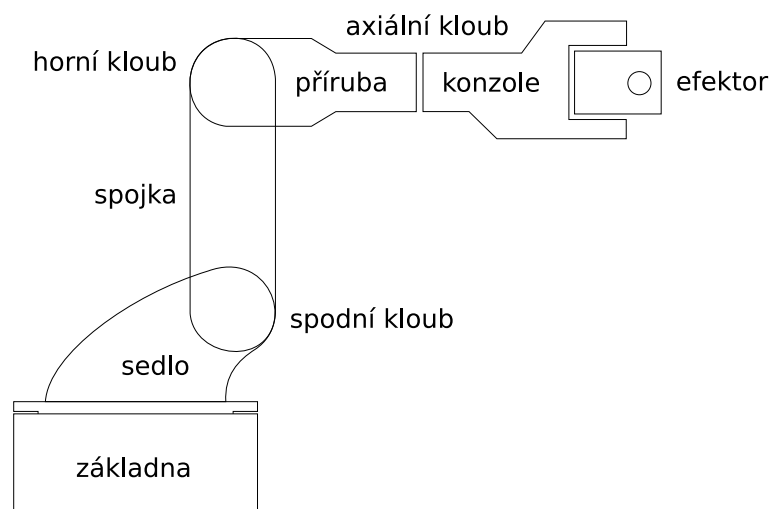 axiální kloub
horní kloub
příruba
konzole
efektor
spojka
spodní kloub
sedlo
základna